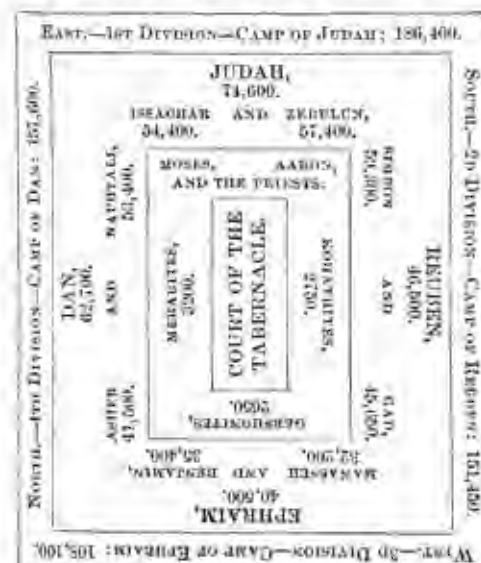 EAST.—1ST DIVISION—CAMP OF JUDAH: 186,400.
JUDAH,
74,600.
ISSACHAR AND ZEBULUN,
54,400. 57,400.
MOSES, AARON,
AND THE PRIESTS.
COURT OF THE
TABERNACLE.
KOHATHITES,
2750.
GERSHONITES,
2630.
MERARITES,
3200.
SOUTH.—2D DIVISION—CAMP OF REUBEN: 151,450.
REUBEN,
46,500.
SIMEON AND GAD,
59,300. 45,650.
WEST.—3D DIVISION—CAMP OF EPHRAIM: 108,100.
EPHRAIM,
40,500.
MANASSEH AND BENJAMIN,
32,200. 35,400.
NORTH.—4TH DIVISION—CAMP OF DAN: 157,600.
DAN,
62,700.
ASHER AND NAPHTALI,
41,500. 53,400.